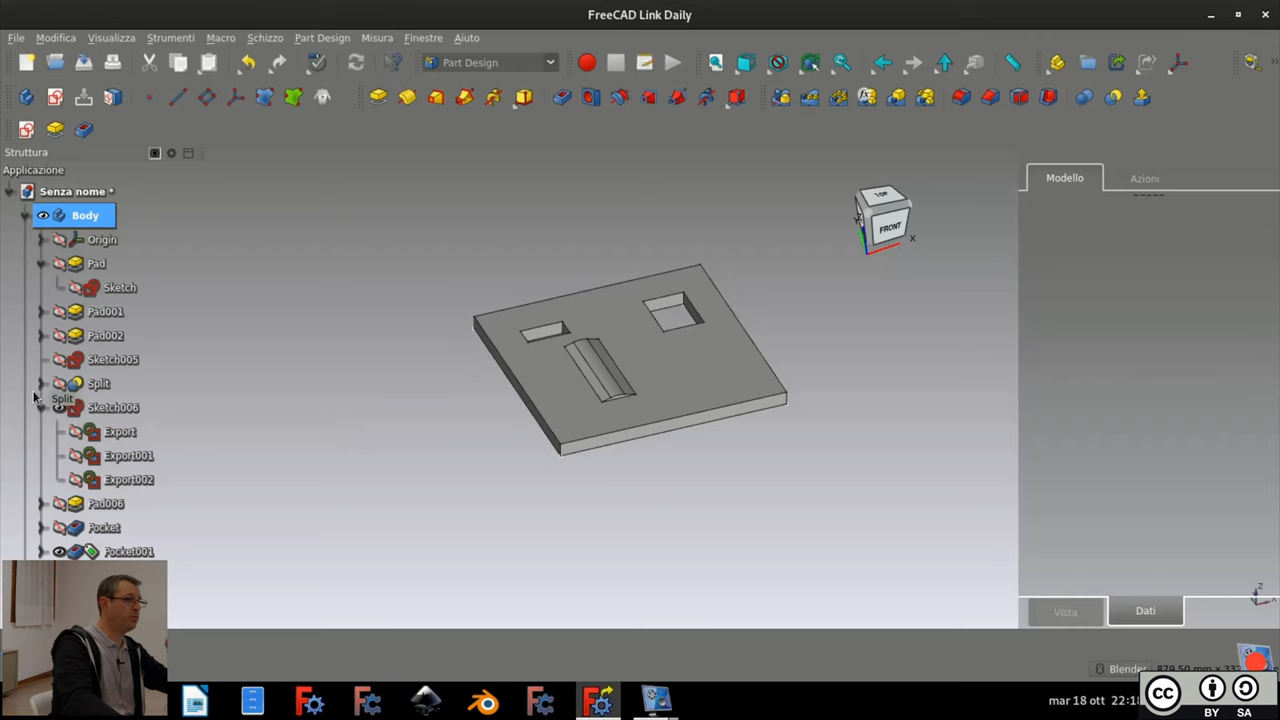 FreeCAD Link Daily
File Modifica Visualizza Strumenti Macro Schizzo Part Design Misura Finestre Aiuto
Part Design
Struttura
Applicazione
Senza nome *
Body
Origin
Pad
Sketch
Pad001
Pad002
Sketch005
Split
Split
Sketch006
Export
Export001
Export002
Pad006
Pocket
Pocket001
TOP
FRONT
X
Modello Azioni
Z
Vista Dati
Blender
mar 18 ott
CC
BY SA